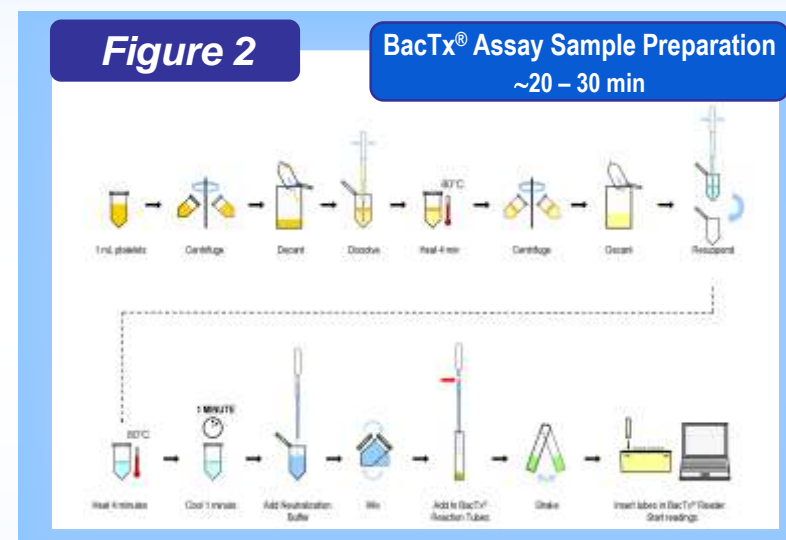 Figure 2
BacTx® Assay Sample Preparation
~20 – 30 min
80°C
1 mL platelets
Centrifuge
Decant
Dissolve
Heat 4 min
Centrifuge
Decant
Resuspend
80°C
1 MINUTE
Heat 4 minutes
Cool 1 minute
Add Neutralization
Buffer
Mix
Add to BacTx®
Reaction Tubes
Shake
Insert tubes in BacTx® Reader
Start readings